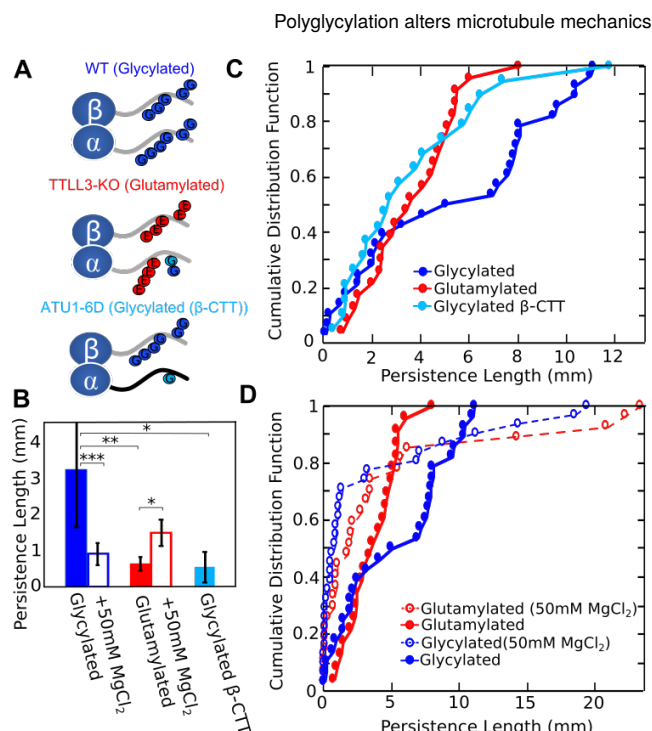 Polyglycylation alters microtubule mechanics
A
WT (Glycylated)
β
G G G G G G
α
G G G G G G
TTLL3-KO (Glutamylated)
β
E E E E E E
α
E E E E G
G
ATU1-6D (Glycylated (β-CTT))
β
G G G G G G
α
G
B
Persistence Length (mm)
4
3
2
1
0
*
**
***
*
Glycylated
+50mM MgCl2
Glutamylated
+50mM MgCl2
Glycylated β-CTT
C
Cumulative Distribution Function
1
0.8
0.6
0.4
0.2
0
0 2 4 6 8 10 12
Persistence Length (mm)
Glycylated
Glutamylated
Glycylated β-CTT
D
Cumulative Distribution Function
1
0.8
0.6
0.4
0.2
0
0 5 10 15 20
Persistence Length (mm)
Glutamylated (50mM MgCl2)
Glutamylated
Glycylated(50mM MgCl2)
Glycylated